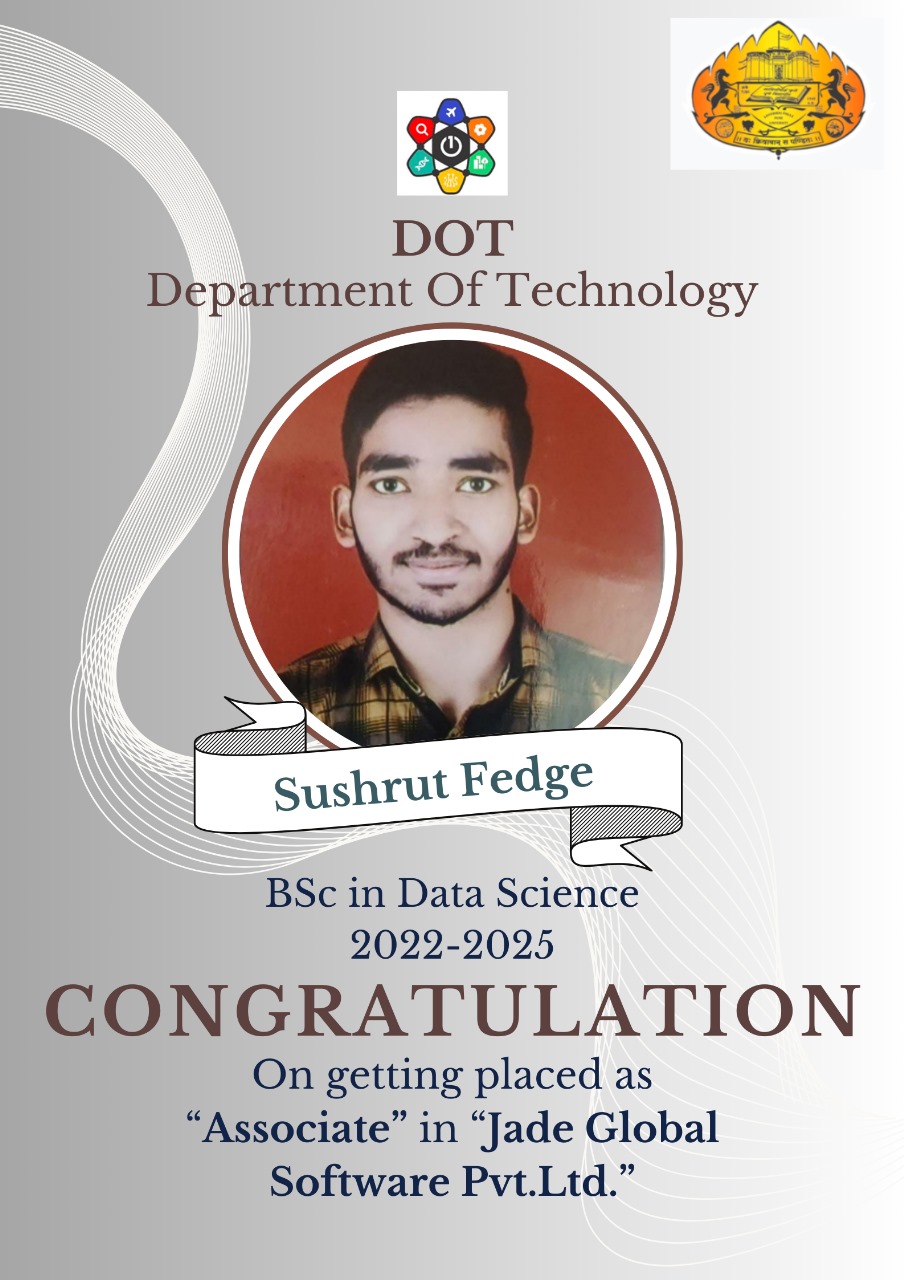 DOT
Department Of Technology
Sushrut Fedge
BSc in Data Science
2022-2025
CONGRATULATION
On getting placed as
“Associate” in “Jade Global
Software Pvt.Ltd.”